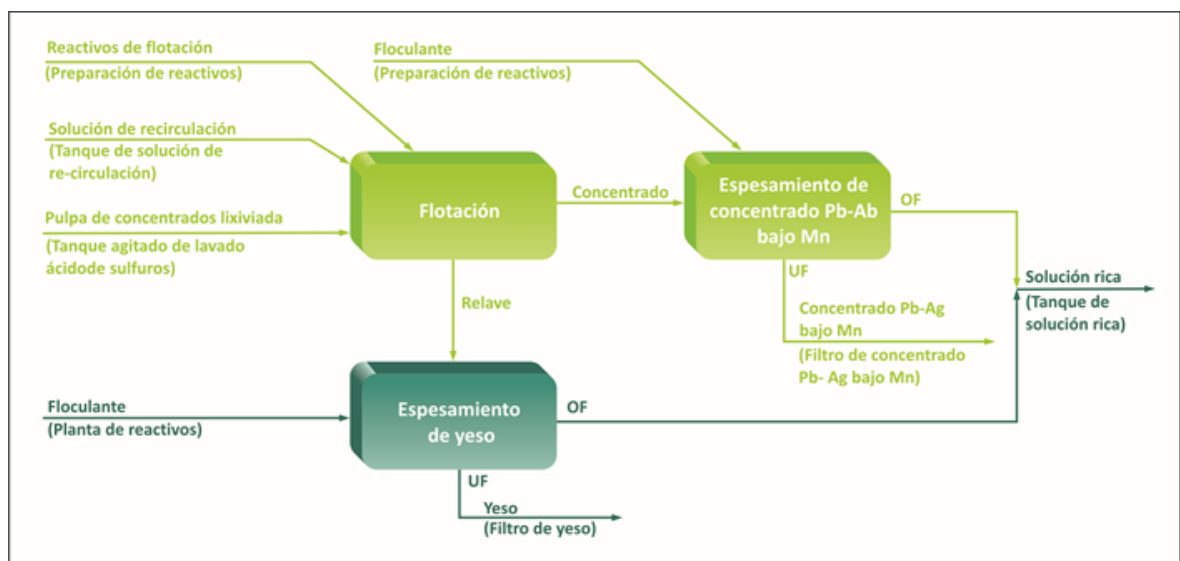 Reactivos de flotación
(Preparación de reactivos)
Floculante
(Preparación de reactivos)
Solución de recirculación
(Tanque de solución de
re-circulación)
Pulpa de concentrados lixiviada
(Tanque agitado de lavado
ácidode sulfuros)
Flotación
Concentrado
Espesamiento de
concentrado Pb-Ab
bajo Mn
OF
UF
Solución rica
(Tanque de
solución rica)
Concentrado Pb-Ag
bajo Mn
(Filtro de concentrado
Pb- Ag bajo Mn)
Relave
Floculante
(Planta de reactivos)
Espesamiento
de yeso
OF
UF
Yeso
(Filtro de yeso)